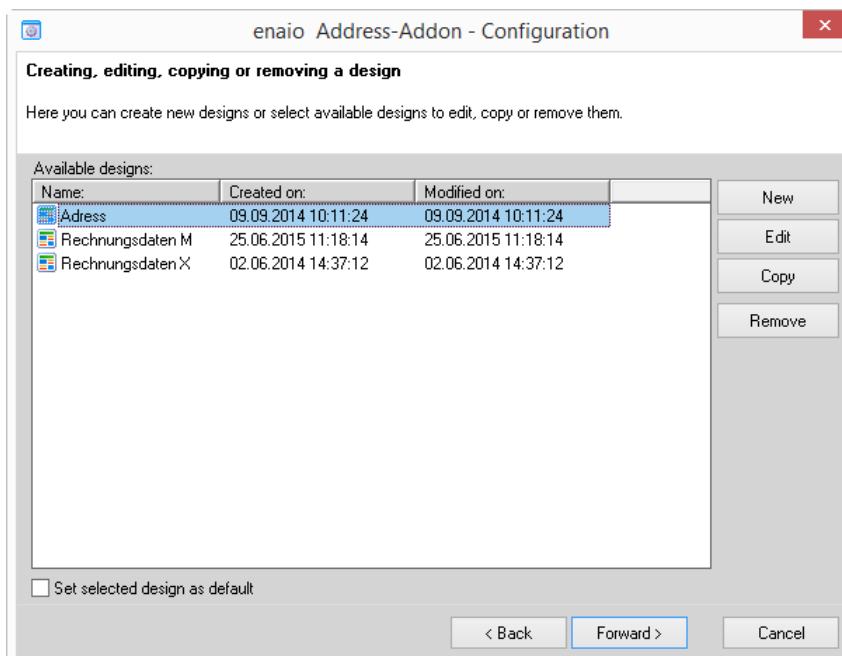 enaio Address-Addon - Configuration
Creating, editing, copying or removing a design
Here you can create new designs or select available designs to edit, copy or remove them.
Available designs:
Name: Created on: Modified on:
Adress 09.09.2014 10:11:24 09.09.2014 10:11:24
Rechnungsdaten M 25.06.2015 11:18:14 25.06.2015 11:18:14
Rechnungsdaten X 02.06.2014 14:37:12 02.06.2014 14:37:12
New
Edit
Copy
Remove
Set selected design as default
< Back Forward > Cancel